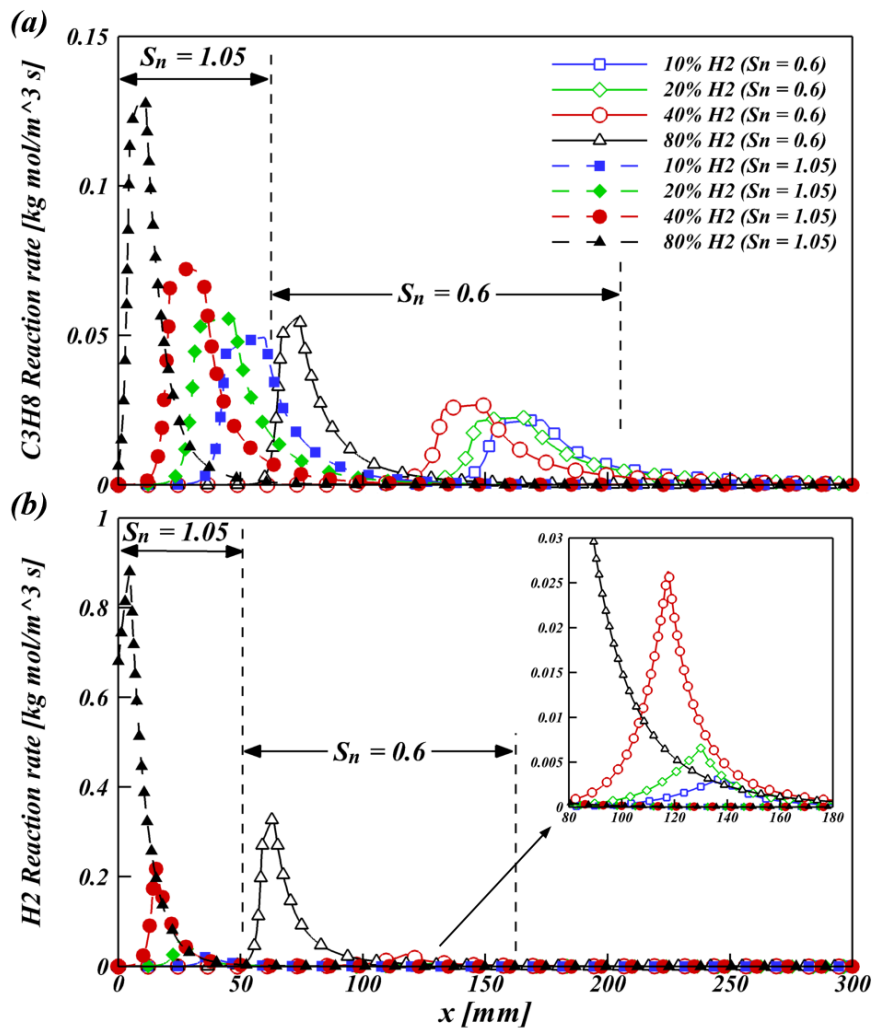 (a)
0.15
0.1
0.05
0
C3H8 Reaction rate [kg mol/m^3 s]
Sn = 1.05
Sn = 0.6
10% H2 (Sn = 0.6)
20% H2 (Sn = 0.6)
40% H2 (Sn = 0.6)
80% H2 (Sn = 0.6)
10% H2 (Sn = 1.05)
20% H2 (Sn = 1.05)
40% H2 (Sn = 1.05)
80% H2 (Sn = 1.05)
(b)
1
0.8
0.6
0.4
0.2
0
H2 Reaction rate [kg mol/m^3 s]
Sn = 1.05
Sn = 0.6
0.03
0.025
0.02
0.015
0.01
0.005
0
80 100 120 140 160 180
0 50 100 150 200 250 300
x [mm]